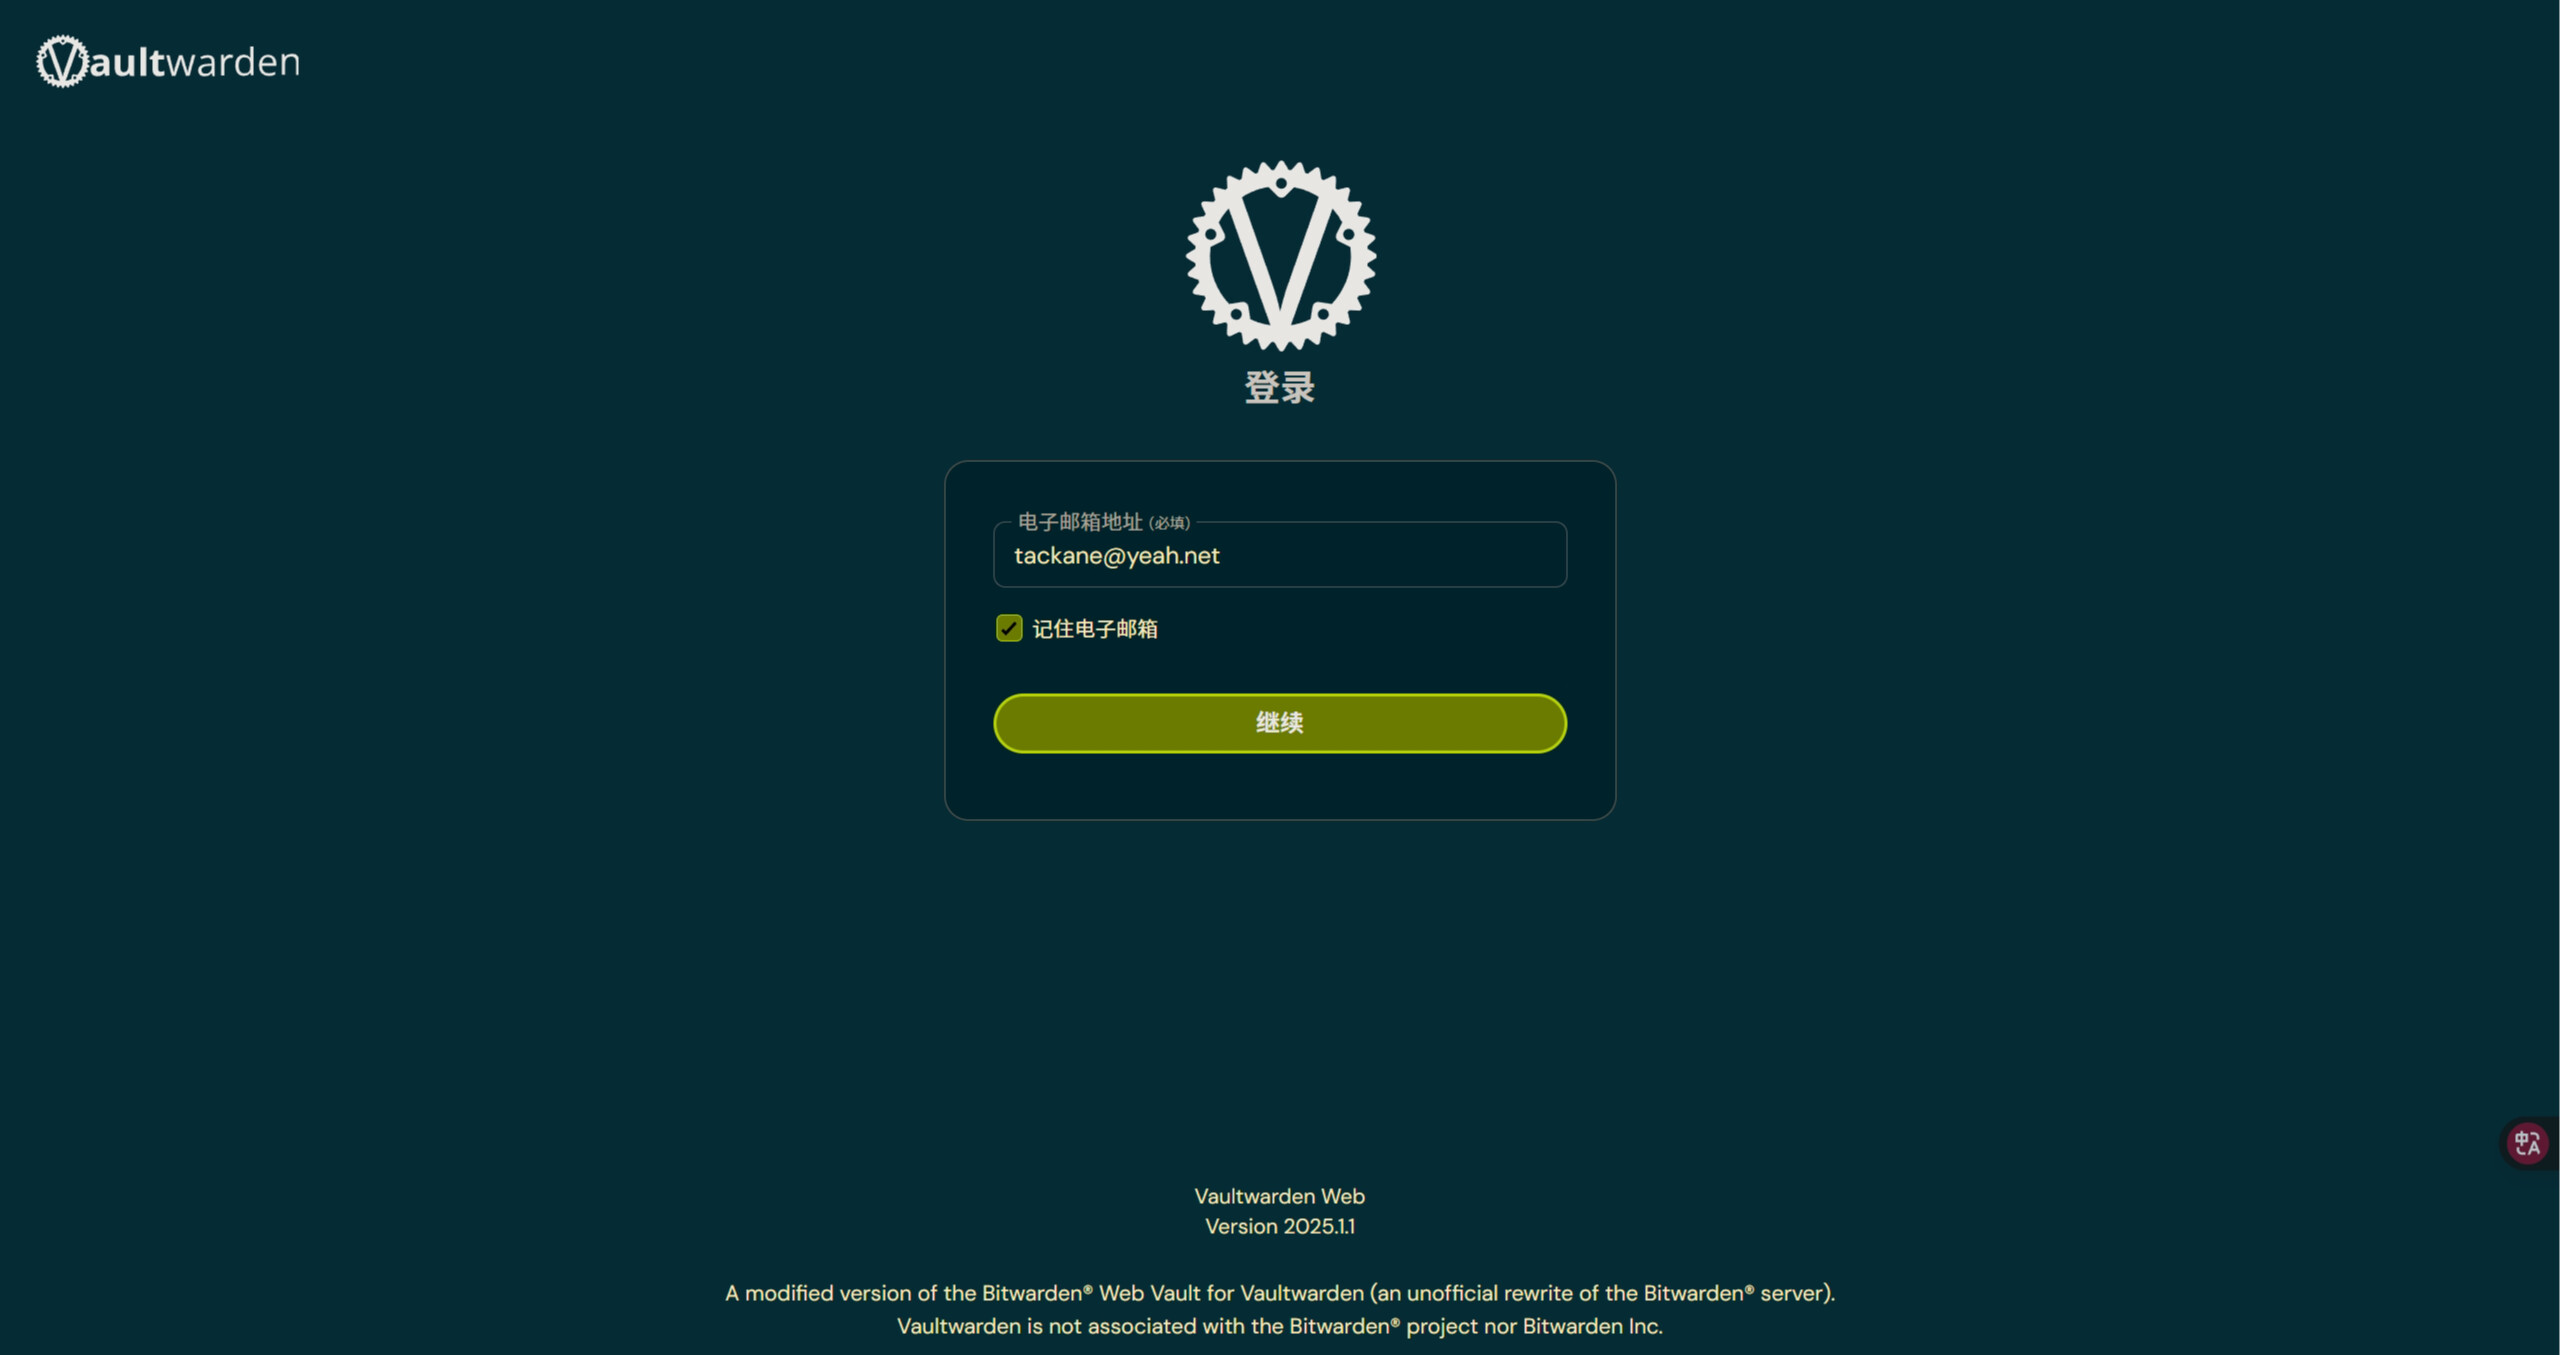 Vaultwarden
登录
电子邮箱地址 (必填)
tackane@yeah.net
记住电子邮箱
继续
Vaultwarden Web
Version 2025.1.1
A modified version of the Bitwarden® Web Vault for Vaultwarden (an unofficial rewrite of the Bitwarden® server).
Vaultwarden is not associated with the Bitwarden® project nor Bitwarden Inc.